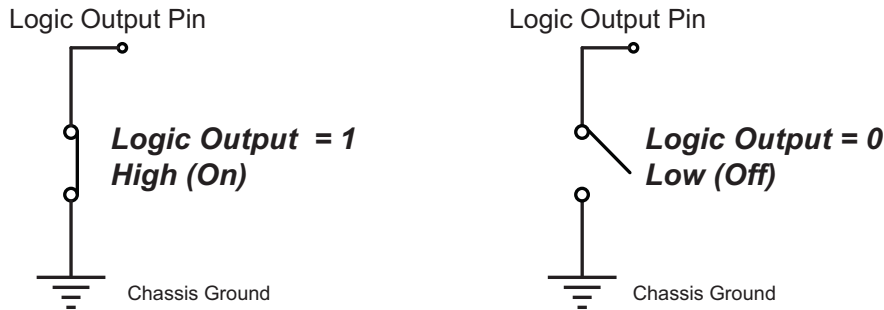 Logic Output Pin
Logic Output = 1
High (On)
Chassis Ground
Logic Output Pin
Logic Output = 0
Low (Off)
Chassis Ground